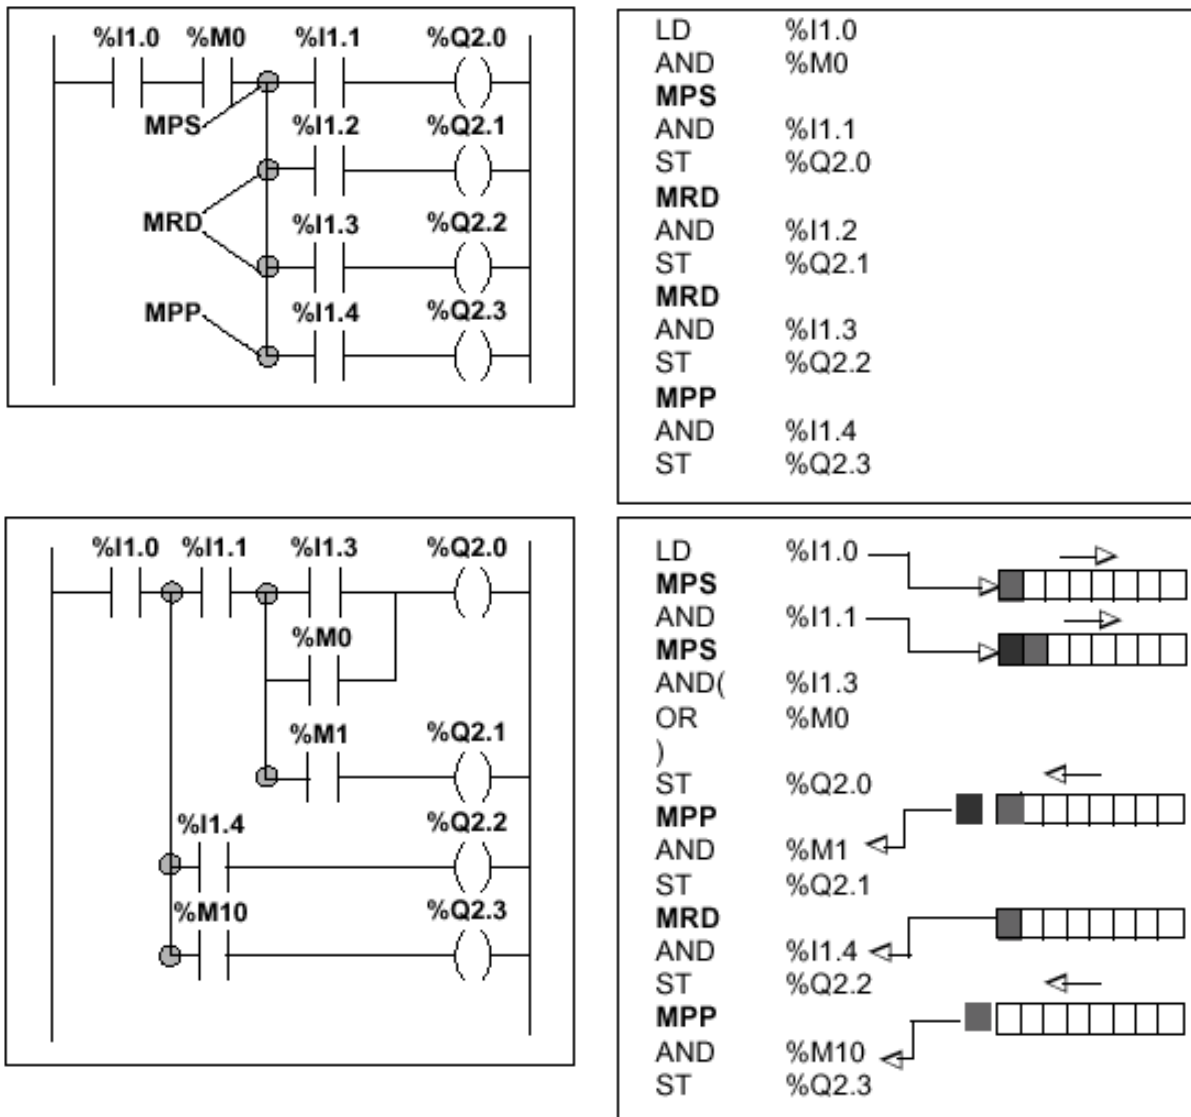 %I1.0 %M0 %I1.1 %Q2.0
MPS %I1.2 %Q2.1
MRD %I1.3 %Q2.2
MPP %I1.4 %Q2.3
LD %I1.0
AND %M0
MPS
AND %I1.1
ST %Q2.0
MRD
AND %I1.2
ST %Q2.1
MRD
AND %I1.3
ST %Q2.2
MPP
AND %I1.4
ST %Q2.3
%I1.0 %I1.1 %I1.3 %Q2.0
%M0
%M1 %Q2.1
%I1.4 %Q2.2
%M10 %Q2.3
LD %I1.0
MPS
AND %I1.1
MPS
AND( %I1.3
OR %M0
)
ST %Q2.0
MPP
AND %M1
ST %Q2.1
MRD
AND %I1.4
ST %Q2.2
MPP
AND %M10
ST %Q2.3